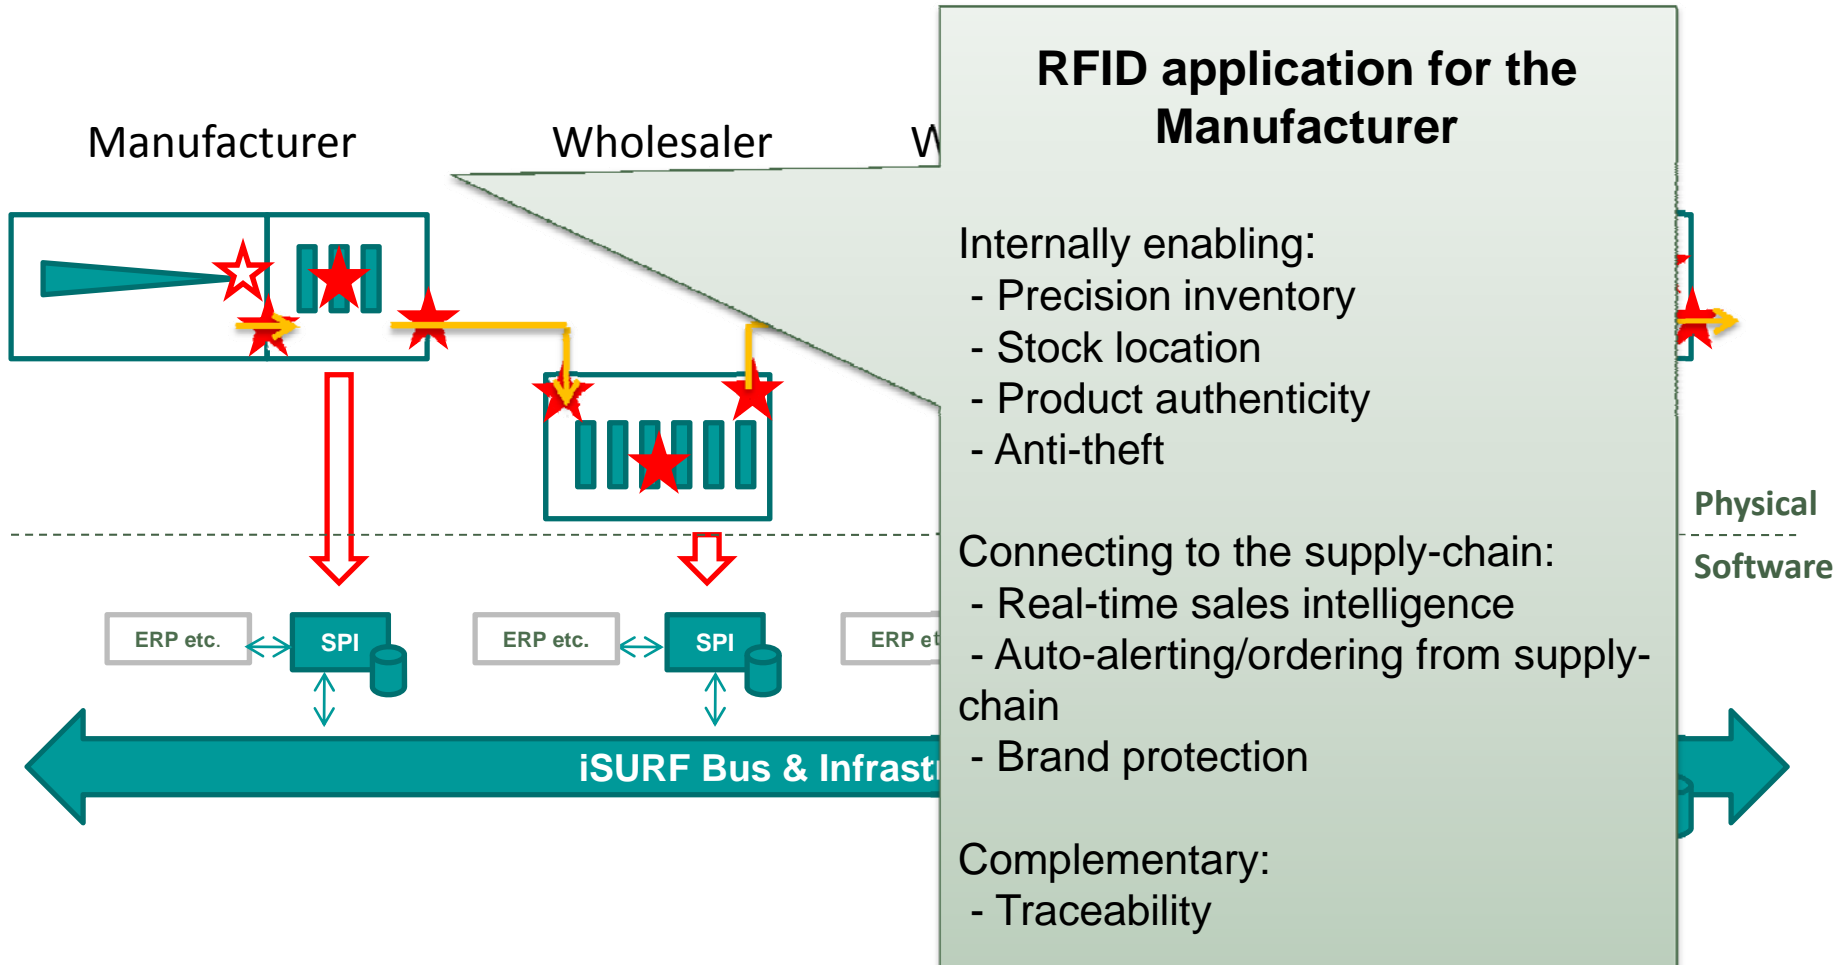 RFID application for the
Manufacturer
Manufacturer
Wholesaler
Internally enabling:
- Precision inventory
- Stock location
- Product authenticity
- Anti-theft
Physical
Software
Connecting to the supply-chain:
- Real-time sales intelligence
- Auto-alerting/ordering from supply-
chain
- Brand protection
Complementary:
- Traceability
ERP etc.
SPI
ERP etc.
SPI
ERP
iSURF Bus &